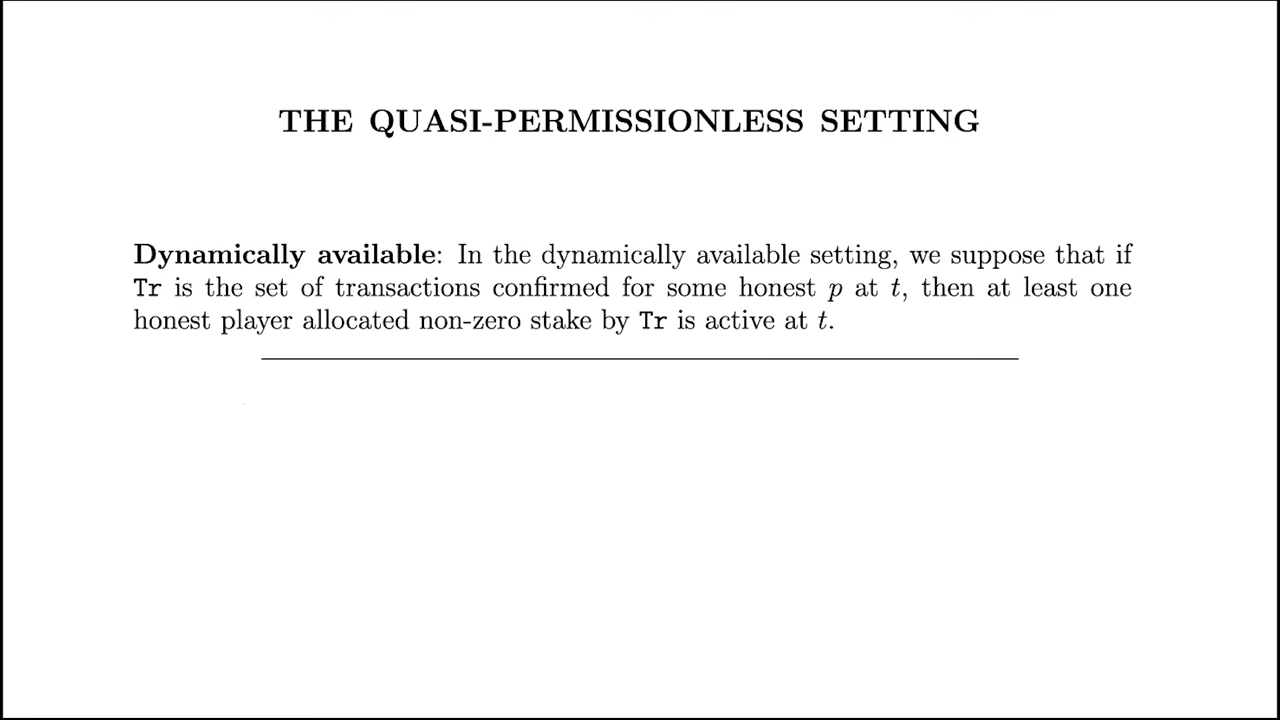 THE QUASI-PERMISSIONLESS SETTING
Dynamically available: In the dynamically available setting, we suppose that if
Tr is the set of transactions confirmed for some honest p at t, then at least one
honest player allocated non-zero stake by Tr is active at t.